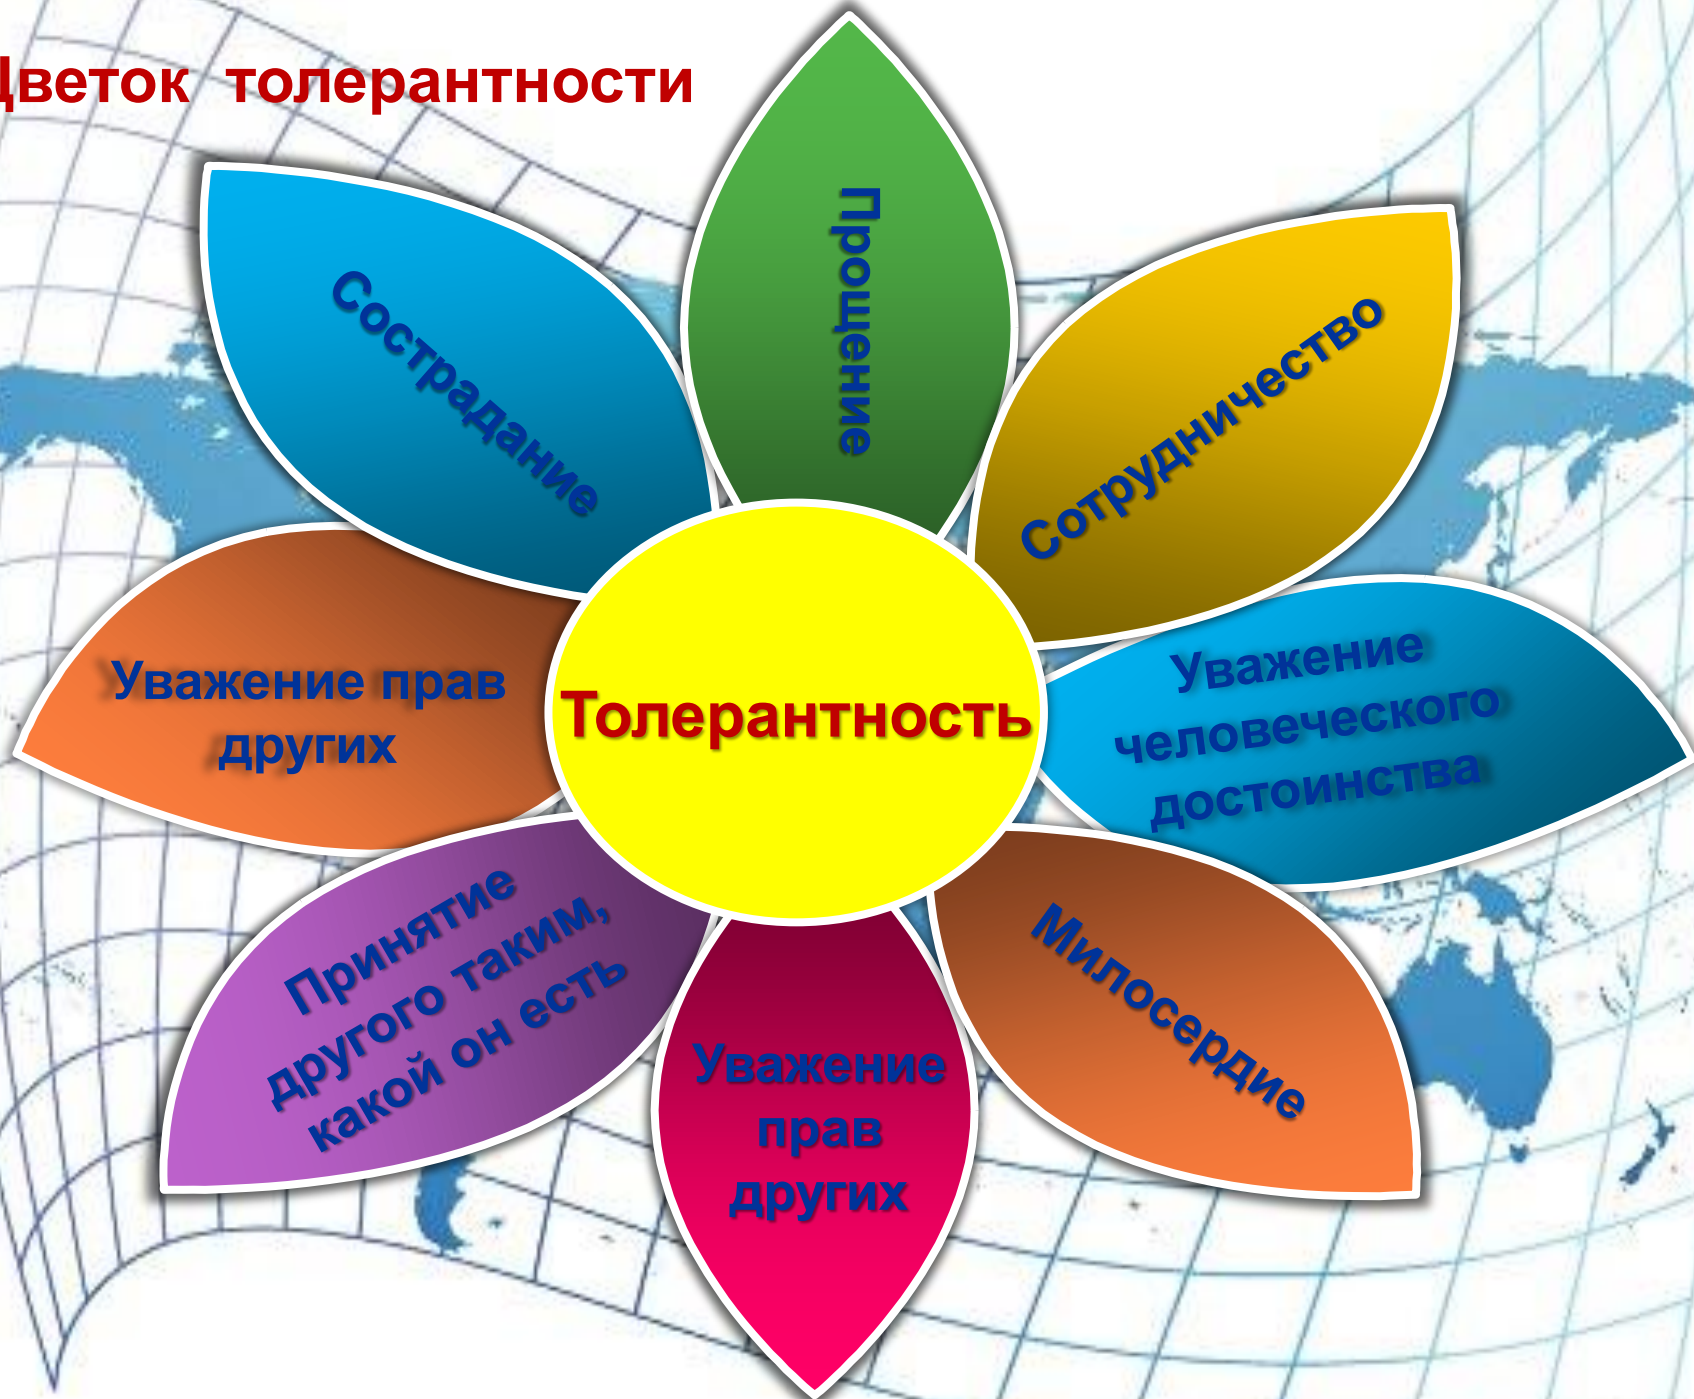 Цветок толерантности
Прощение
Сострадание
Сотрудничество
Уважение прав
других
Толерантность
Уважение
человеческого
достоинства
Принятие
другого таким,
какой он есть
Милосердие
Уважение
прав
других